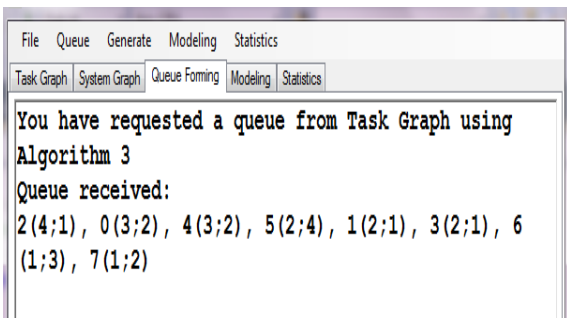 File Queue Generate Modeling Statistics
Task Graph System Graph Queue Forming Modeling Statistics
You have requested a queue from Task Graph using
Algorithm 3
Queue received:
2(4;1), 0(3;2), 4(3;2), 5(2;4), 1(2;1), 3(2;1), 6
(1;3), 7(1;2)